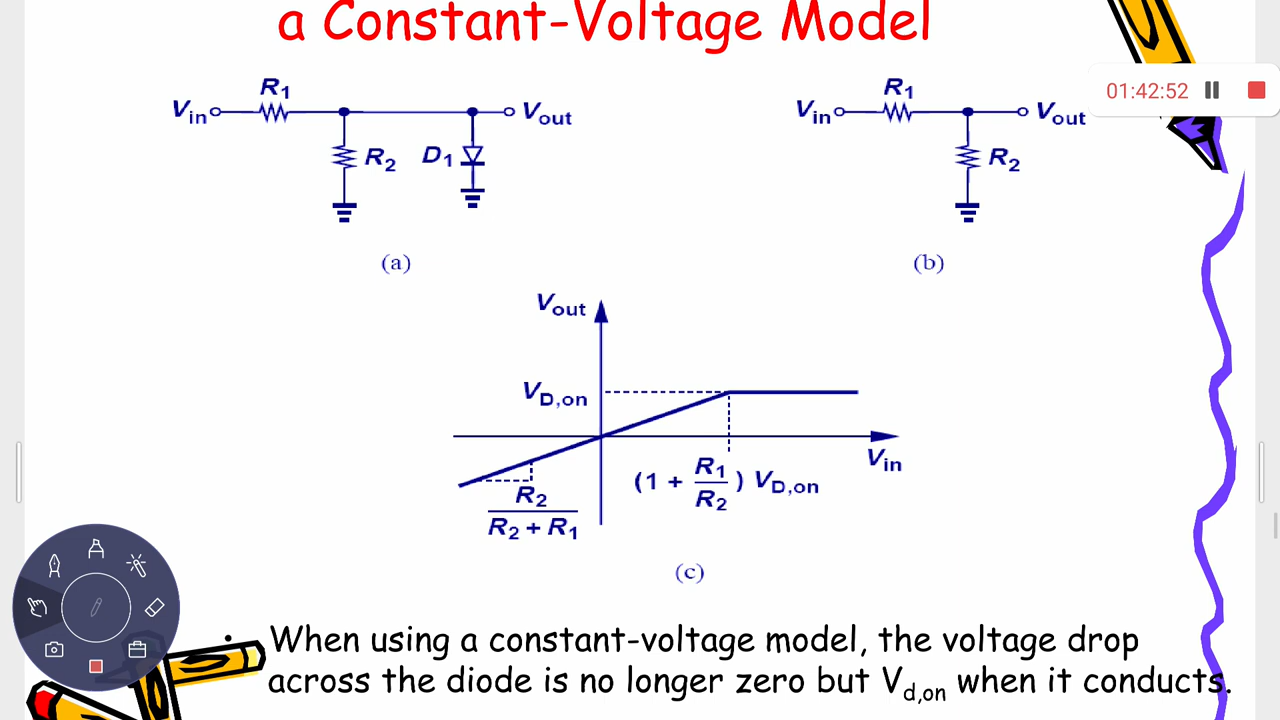 a Constant-Voltage Model
01:42:52
Vin R1 Vout
R2 D1
(a)
Vin R1 Vout
R2
(b)
Vout
VD,on
Vin
(1 + R1/R2) VD,on
R2
R2 + R1
(c)
• When using a constant-voltage model, the voltage drop
across the diode is no longer zero but Vd,on when it conducts.